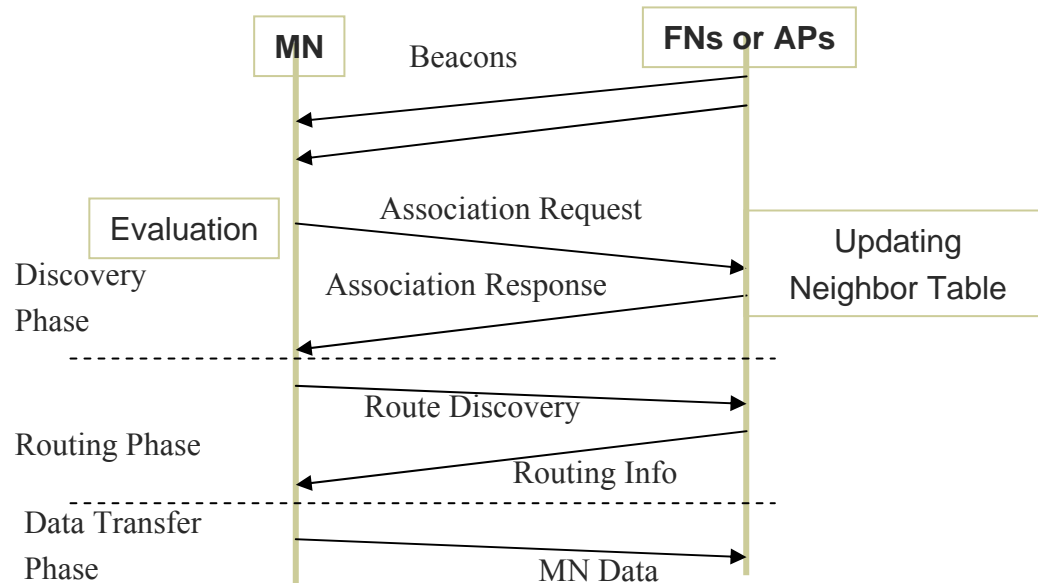 MN
FNs or APs
Beacons
Association Request
Evaluation
Updating
Neighbor Table
Discovery
Phase
Association Response
Route Discovery
Routing Phase
Routing Info
Data Transfer
Phase
MN Data